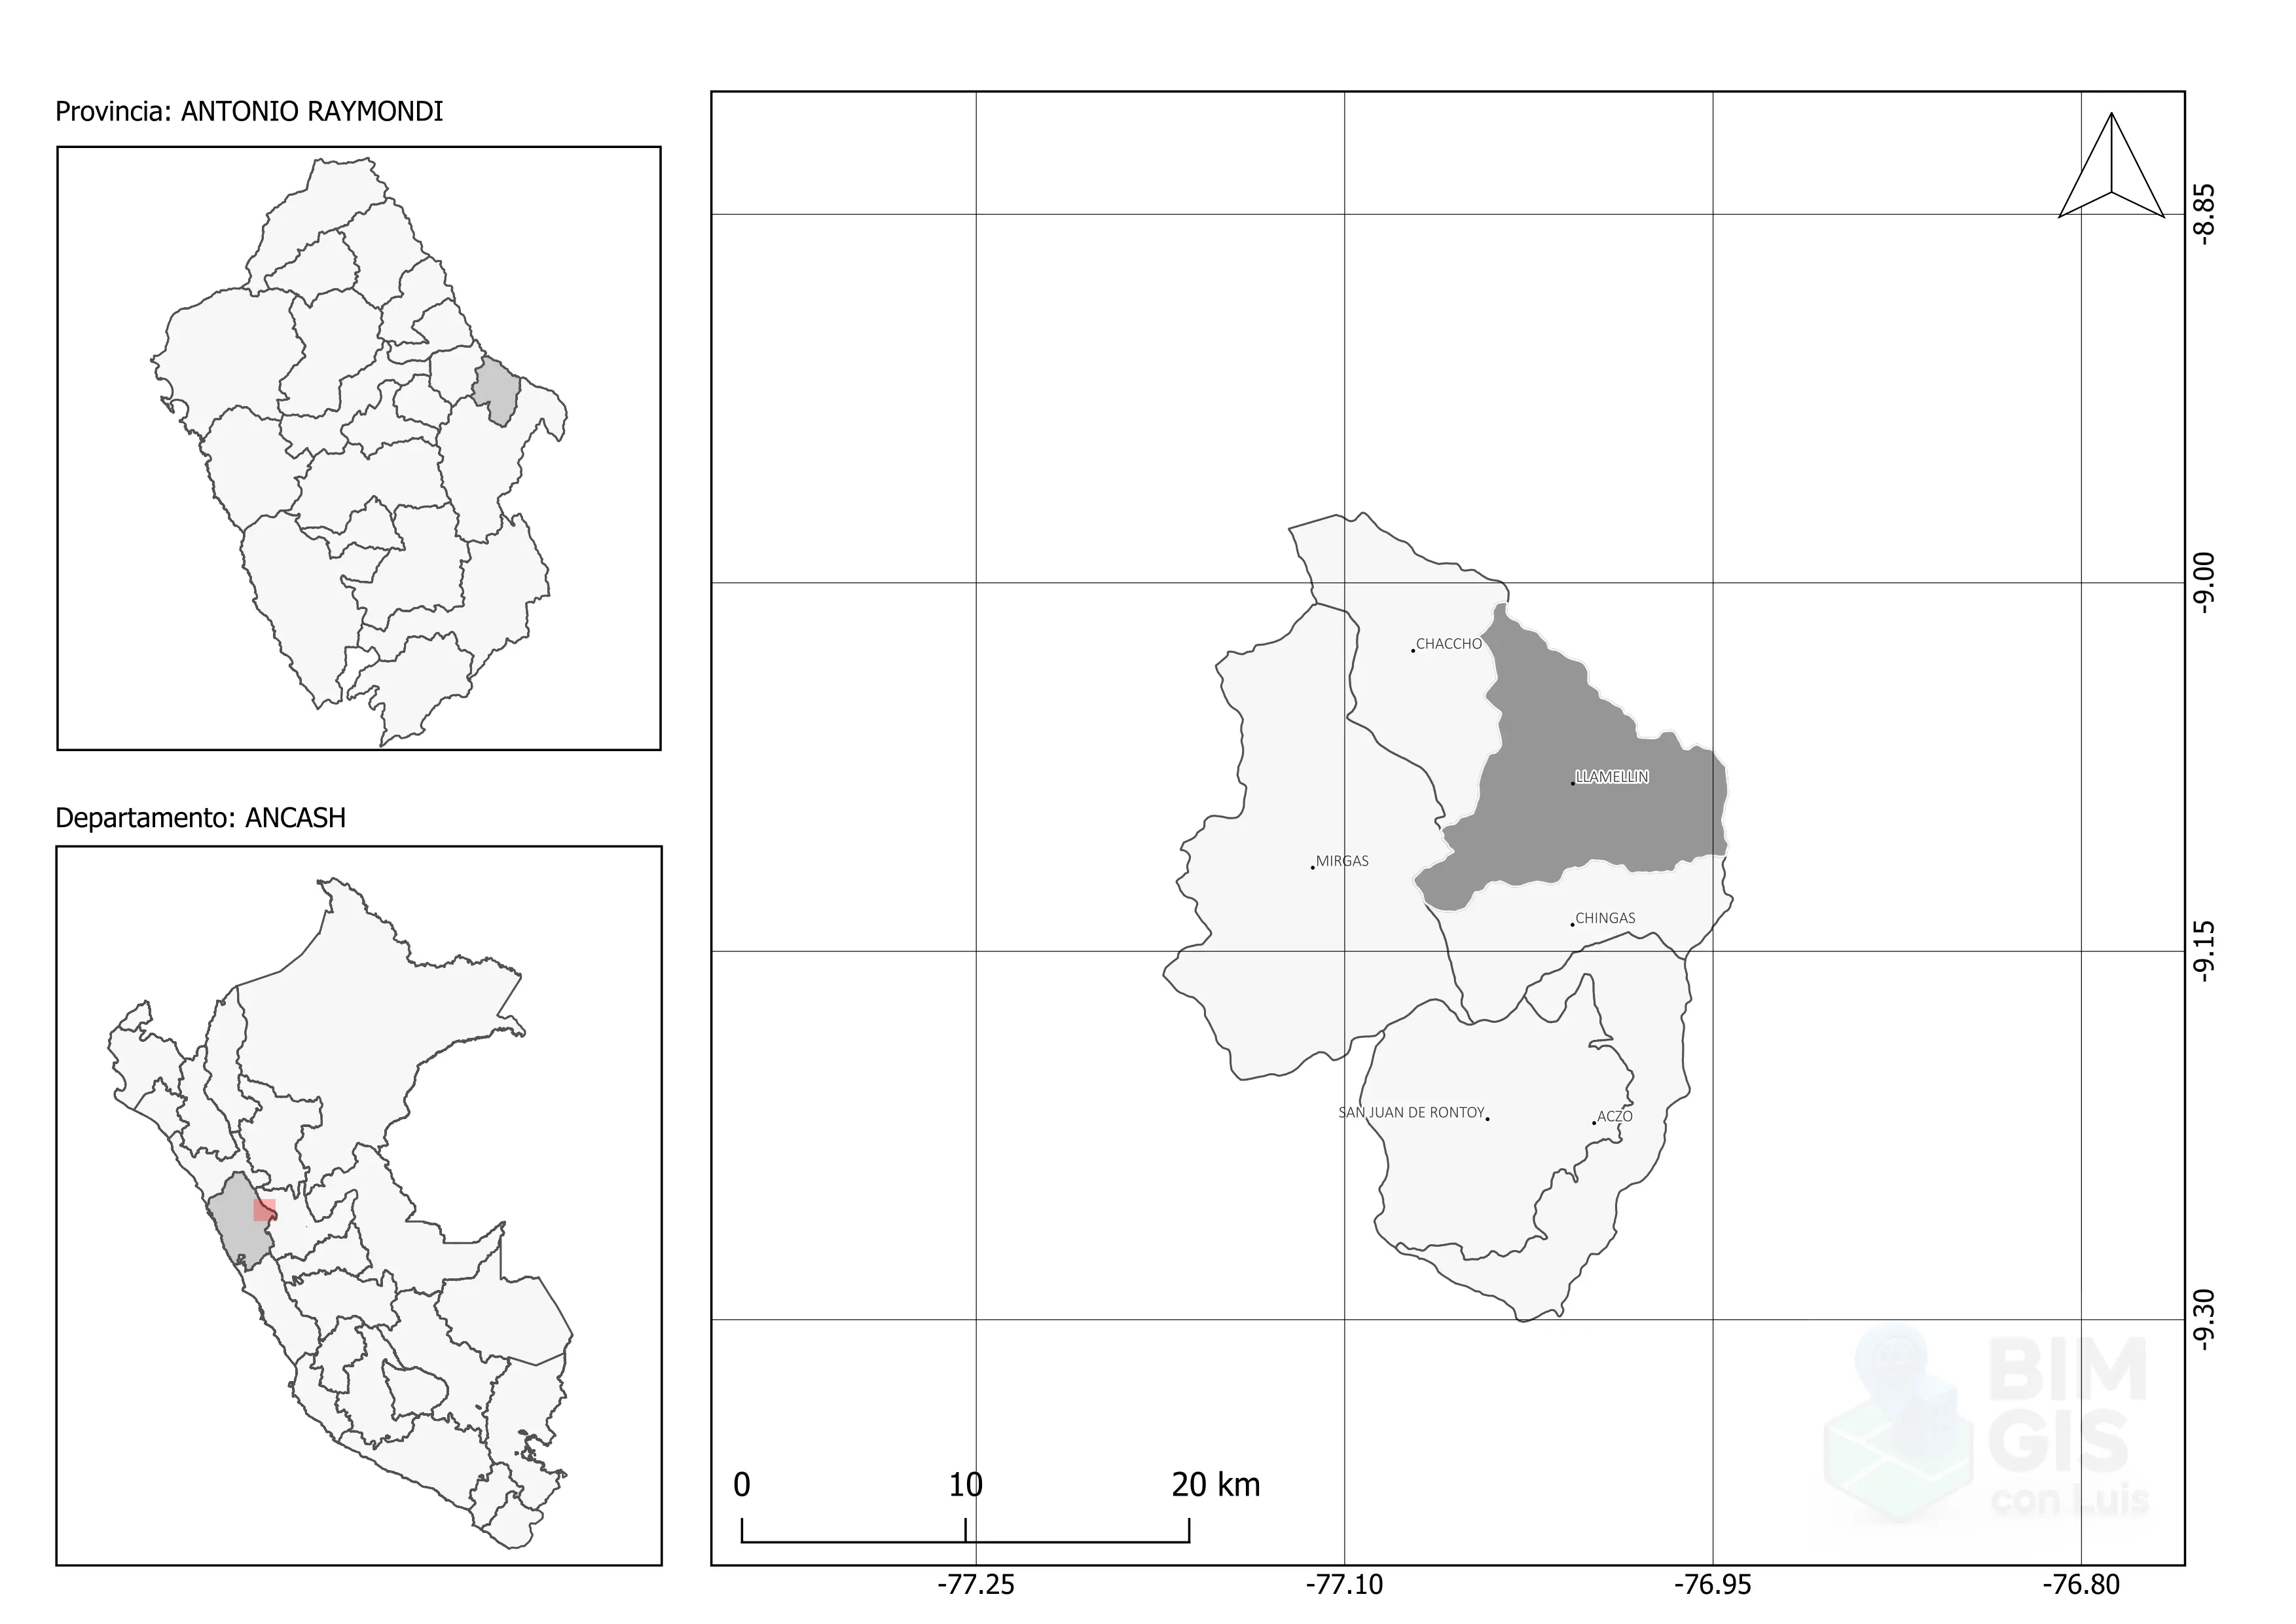 Provincia: ANTONIO RAYMONDI
Departamento: ANCASH
-8.85
-9.00
CHACCHO
LLAMELLIN
MIRGAS
CHINGAS
-9.15
SAN JUAN DE RONTOY
ACZO
-9.30
BIM
GIS
con Luis
0 10 20 km
-77.25 -77.10 -76.95 -76.80